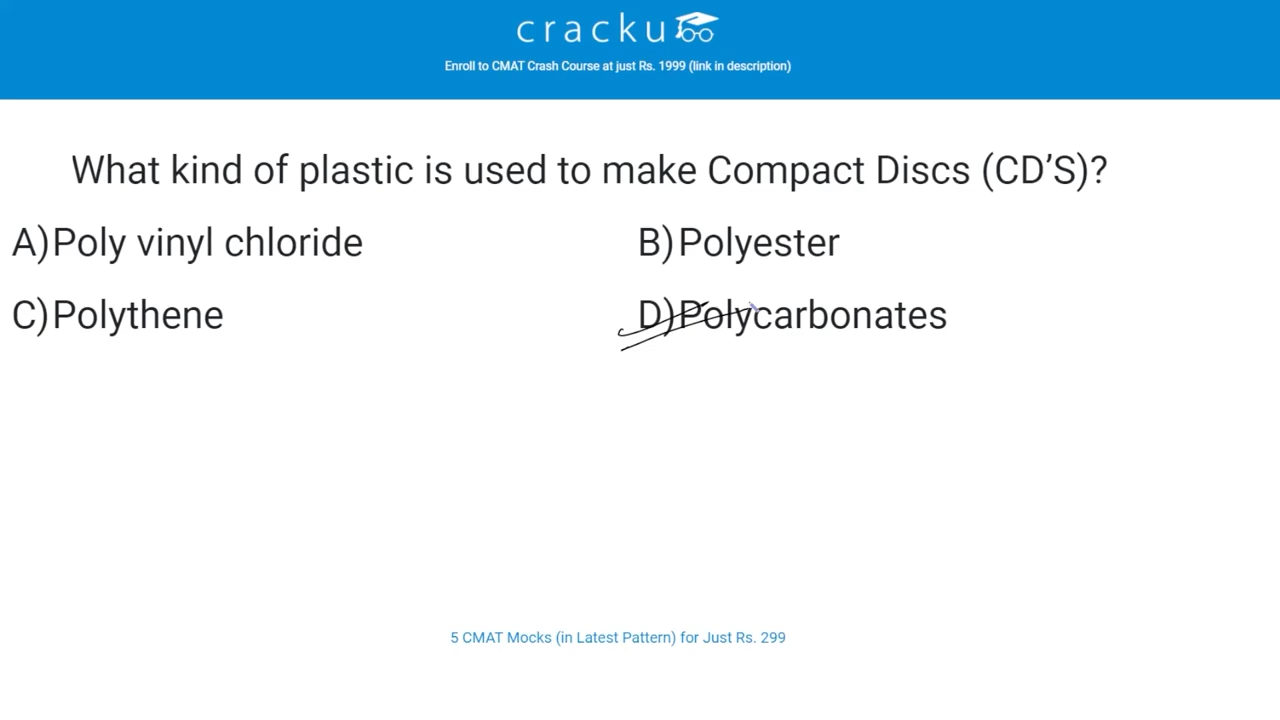 cracku
Enroll to CMAT Crash Course at just Rs. 1999 (link in description)
What kind of plastic is used to make Compact Discs (CD’S)?
A)Poly vinyl chloride
B)Polyester
C)Polythene
D)Polycarbonates
5 CMAT Mocks (in Latest Pattern) for Just Rs. 299